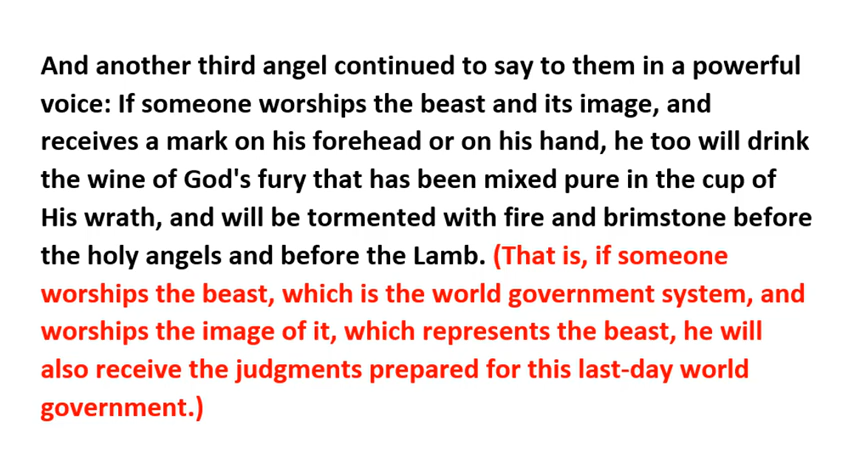 And another third angel continued to say to them in a powerful
voice: If someone worships the beast and its image, and
receives a mark on his forehead or on his hand, he too will drink
the wine of God's fury that has been mixed pure in the cup of
His wrath, and will be tormented with fire and brimstone before
the holy angels and before the Lamb. (That is, if someone
worships the beast, which is the world government system, and
worships the image of it, which represents the beast, he will
also receive the judgments prepared for this last-day world
government.)